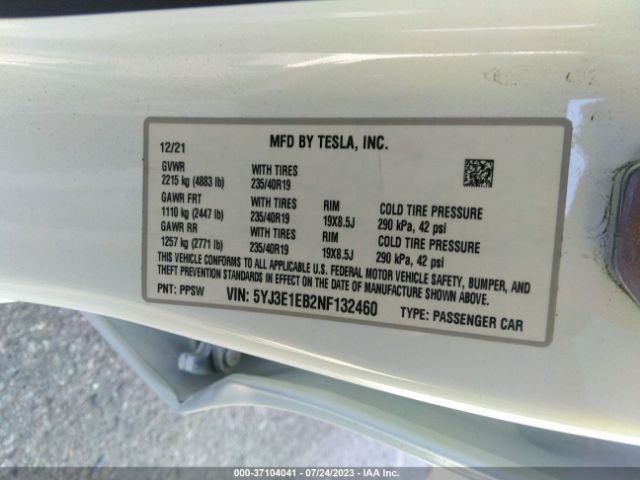 12/21 MFD BY TESLA, INC.
GVWR WITH TIRES
2215 kg (4883 lb) 235/40R19
GAWR FRT WITH TIRES RIM COLD TIRE PRESSURE
1110 kg (2447 lb) 235/40R19 19X8.5J 290 kPa, 42 psi
GAWR RR WITH TIRES RIM COLD TIRE PRESSURE
1257 kg (2771 lb) 235/40R19 19X8.5J 290 kPa, 42 psi
THIS VEHICLE CONFORMS TO ALL APPLICABLE U.S. FEDERAL MOTOR VEHICLE SAFETY, BUMPER, AND
THEFT PREVENTION STANDARDS IN EFFECT ON THE DATE OF MANUFACTURE SHOWN ABOVE.
PNT: PPSW VIN: 5YJ3E1EB2NF132460 TYPE: PASSENGER CAR
000-37104041 - 07/24/2023 - IAA Inc.